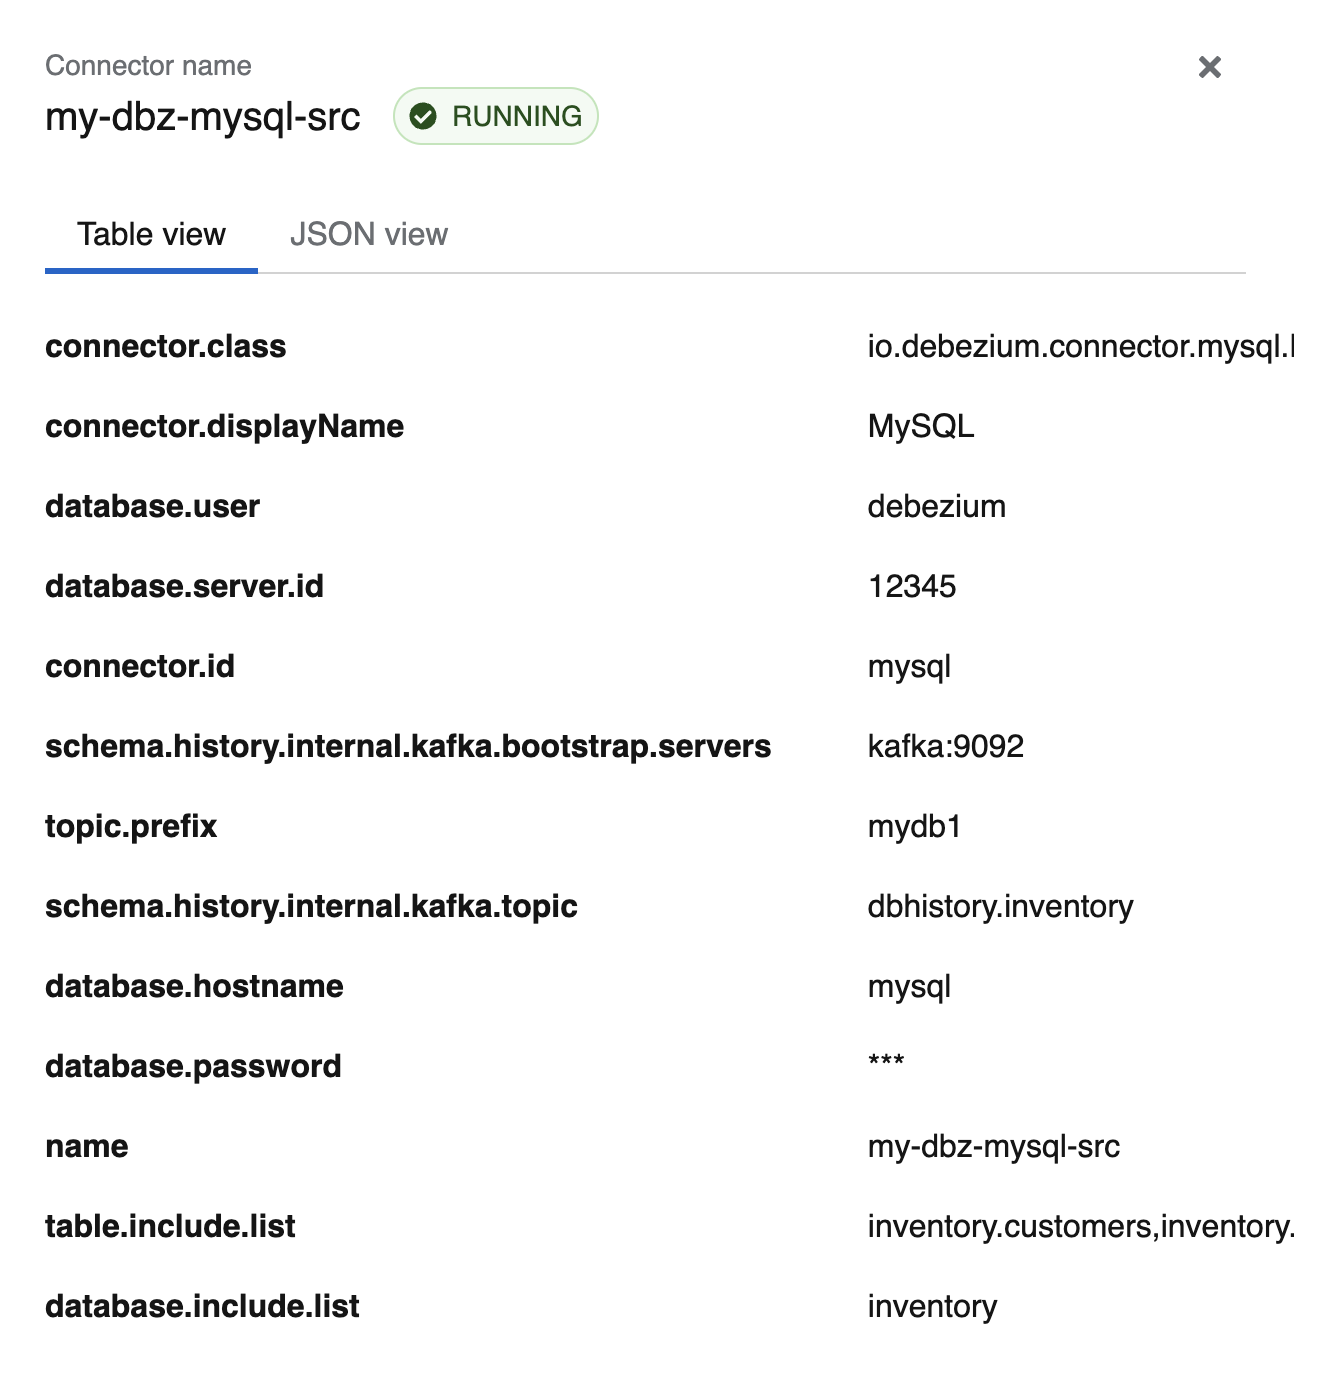 Connector name
my-dbz-mysql-src RUNNING
Table view JSON view
connector.class io.debezium.connector.mysql.
connector.displayName MySQL
database.user debezium
database.server.id 12345
connector.id mysql
schema.history.internal.kafka.bootstrap.servers kafka:9092
topic.prefix mydb1
schema.history.internal.kafka.topic dbhistory.inventory
database.hostname mysql
database.password ***
name my-dbz-mysql-src
table.include.list inventory.customers,inventory.
database.include.list inventory